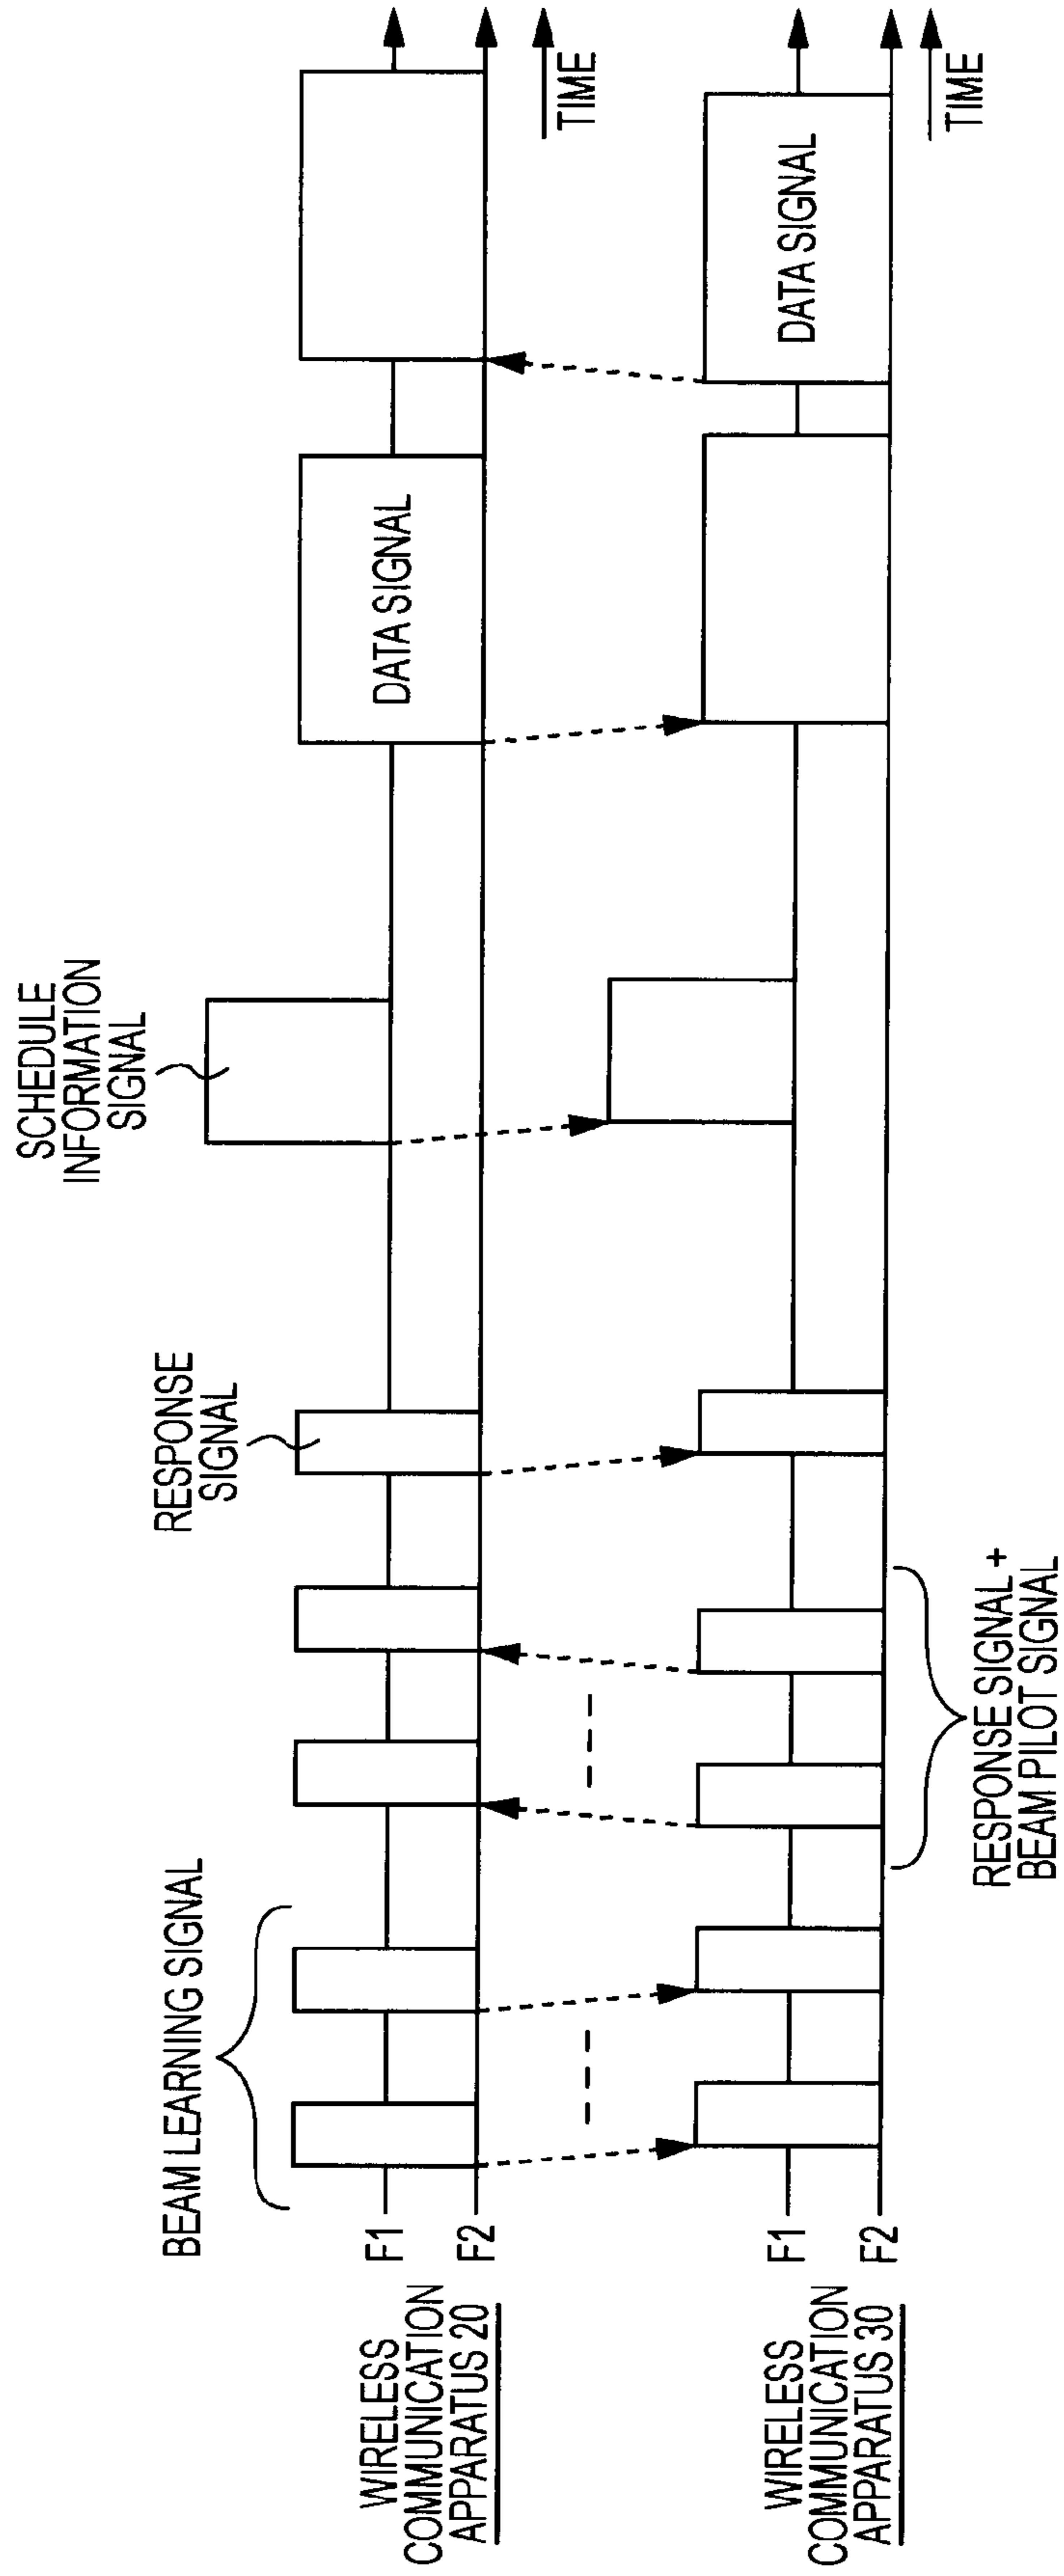 SCHEDULE
INFORMATION
SIGNAL
BEAM LEARNING SIGNAL
RESPONSE
SIGNAL
WIRELESS
COMMUNICATION
APPARATUS 20
F1
F2
DATA SIGNAL
TIME
WIRELESS
COMMUNICATION
APPARATUS 30
F1
F2
DATA SIGNAL
TIME
RESPONSE SIGNAL +
BEAM PILOT SIGNAL